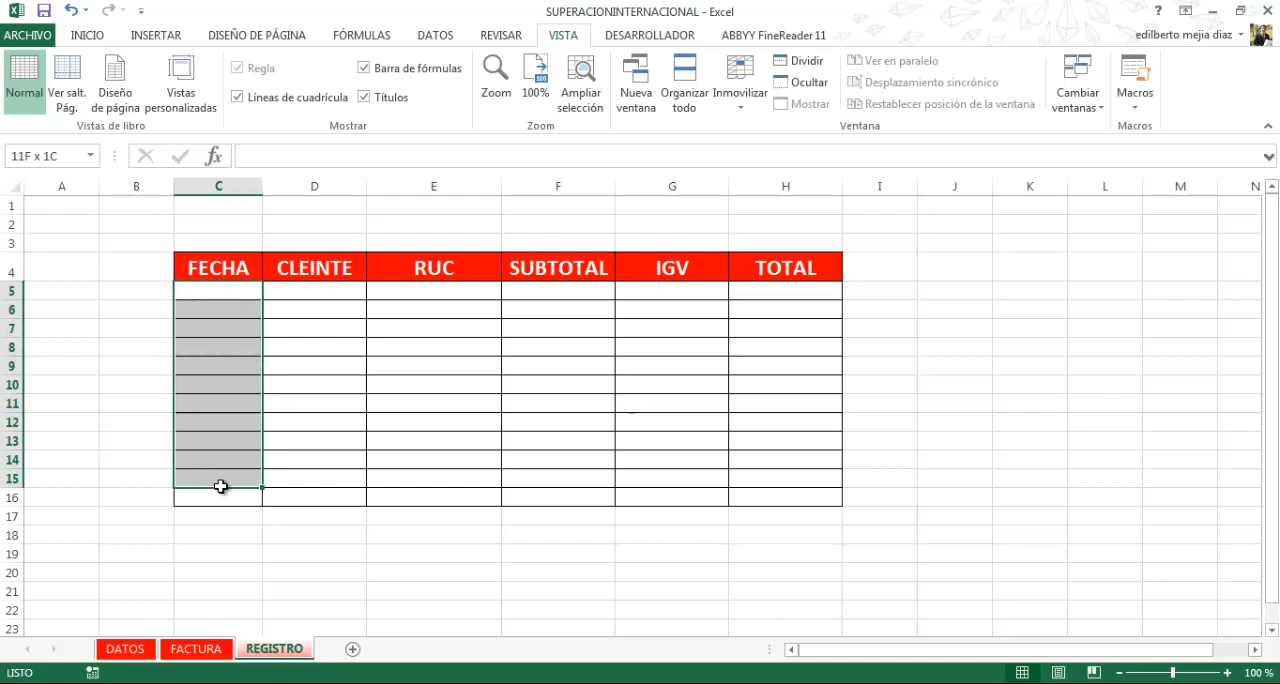 SUPERACIONINTERNACIONAL - Excel
?
ARCHIVO INICIO INSERTAR DISEÑO DE PÁGINA FÓRMULAS DATOS REVISAR VISTA DESARROLLADOR ABBYY FineReader 11 edilberto mejia diaz
Normal
Ver salt. Pág.
Diseño de página
Vistas personalizadas
Vistas de libro
Regla
Barra de fórmulas
Líneas de cuadrícula
Títulos
Mostrar
Zoom
100%
Ampliar selección
Zoom
Nueva ventana
Organizar todo
Inmovilizar
Dividir
Ocultar
Mostrar
Ver en paralelo
Desplazamiento sincrónico
Restablecer posición de la ventana
Cambiar ventanas
Ventana
Macros
Macros
11F x 1C
fx
A B C D E F G H I J K L M N
1
2
3
4 FECHA CLEINTE RUC SUBTOTAL IGV TOTAL
5
6
7
8
9
10
11
12
13
14
15
16
17
18
19
20
21
22
23
DATOS FACTURA REGISTRO
LISTO
100 %